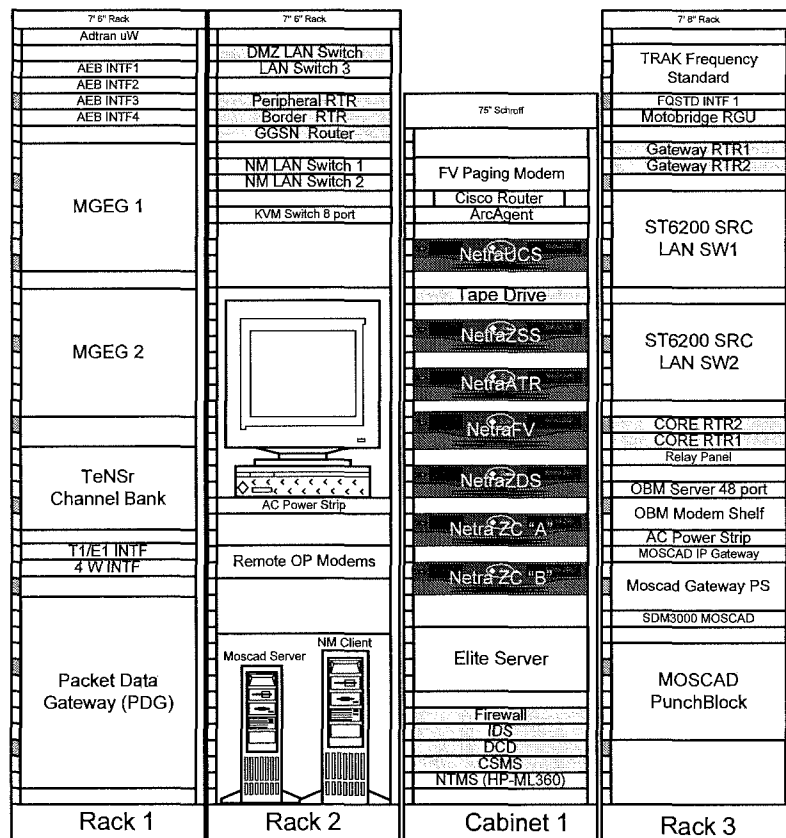 7' 6" Rack
Adtran uW
AEB INTF1
AEB INTF2
AEB INTF3
AEB INTF4
MGEG 1
MGEG 2
TeNSr
Channel Bank
T1/E1 INTF
4 W INTF
Packet Data
Gateway (PDG)
Rack 1
7' 6" Rack
DMZ LAN Switch
LAN Switch 3
Peripheral RTR
Border RTR
GGSN Router
NM LAN Switch 1
NM LAN Switch 2
KVM Switch 8 port
AC Power Strip
Remote OP Modems
NM Client
Moscad Server
Rack 2
75" Schroff
FV Paging Modem
Cisco Router
ArcAgent
NetraUCS
Tape Drive
NetraZSS
NetraATR
NetraFV
NetraZDS
Netra ZC "A"
Netra ZC "B"
Elite Server
Firewall
IDS
DCD
CSMS
NTMS (HP-ML360)
Cabinet 1
7' 8" Rack
TRAK Frequency
Standard
FQSTD INTF 1
Motobridge RGU
Gateway RTR1
Gateway RTR2
ST6200 SRC
LAN SW1
ST6200 SRC
LAN SW2
CORE RTR2
CORE RTR1
Relay Panel
OBM Server 48 port
OBM Modem Shelf
AC Power Strip
MOSCAD IP Gateway
Moscad Gateway PS
SDM3000 MOSCAD
MOSCAD
PunchBlock
Rack 3